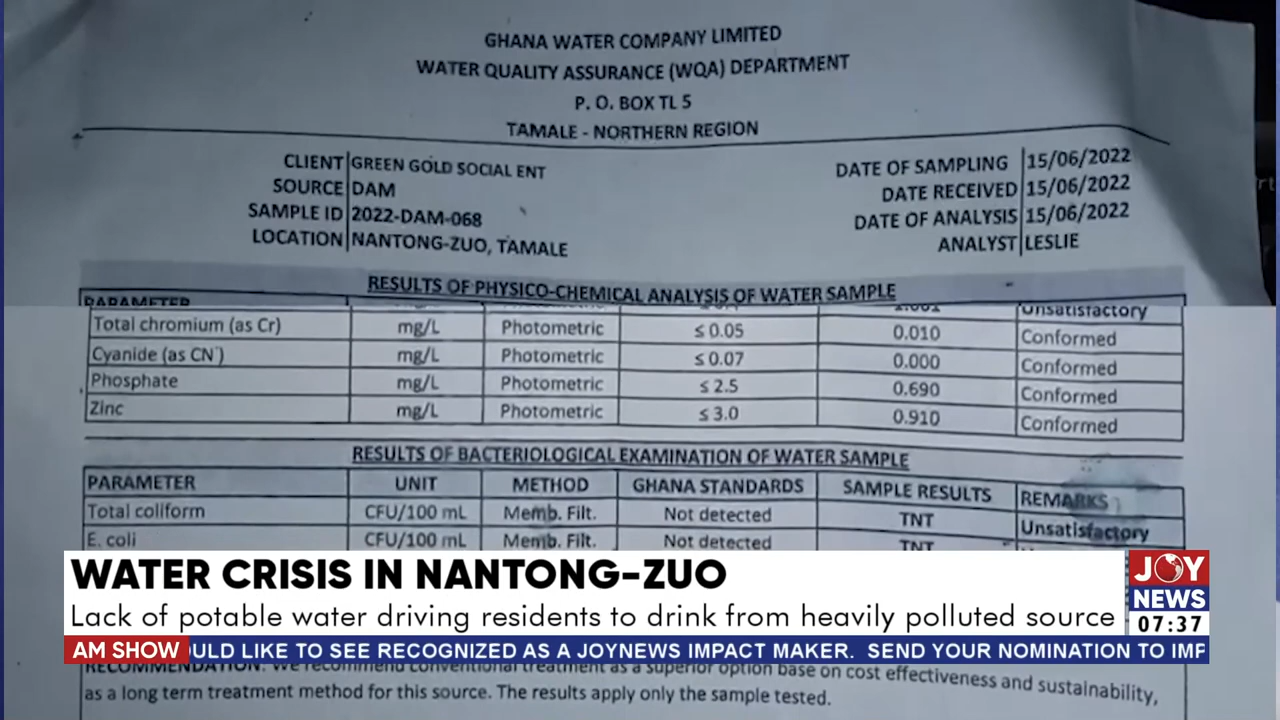 GHANA WATER COMPANY LIMITED
WATER QUALITY ASSURANCE (WQA) DEPARTMENT
P. O. BOX TL 5
TAMALE - NORTHERN REGION
CLIENT GREEN GOLD SOCIAL ENT
SOURCE DAM
SAMPLE ID 2022-DAM-068
LOCATION NANTONG-ZUO, TAMALE
DATE OF SAMPLING 15/06/2022
DATE RECEIVED 15/06/2022
DATE OF ANALYSIS 15/06/2022
ANALYST LESLIE
RESULTS OF PHYSICO-CHEMICAL ANALYSIS OF WATER SAMPLE
PARAMETER Unsatisfactory
Total chromium (as Cr) mg/L Photometric ≤ 0.05 0.010 Conformed
Cyanide (as CN⁻) mg/L Photometric ≤ 0.07 0.000 Conformed
Phosphate mg/L Photometric ≤ 2.5 0.690 Conformed
Zinc mg/L Photometric ≤ 3.0 0.910 Conformed
RESULTS OF BACTERIOLOGICAL EXAMINATION OF WATER SAMPLE
PARAMETER UNIT METHOD GHANA STANDARDS SAMPLE RESULTS REMARKS
Total coliform CFU/100 mL Memb. Filt. Not detected TNT Unsatisfactory
E. coli CFU/100 mL Memb. Filt. Not detected TNT
WATER CRISIS IN NANTONG-ZUO
Lack of potable water driving residents to drink from heavily polluted source
JOY
NEWS
07:37
AM SHOW OULD LIKE TO SEE RECOGNIZED AS A JOYNEWS IMPACT MAKER. SEND YOUR NOMINATION TO IMP
RECOMMENDATION: We recommend conventional treatment as a superior option base on cost effectiveness and sustainability,
as a long term treatment method for this source. The results apply only the sample tested.